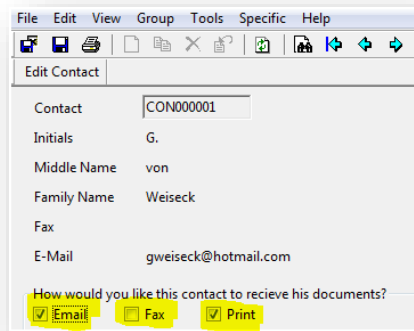 File Edit View Group Tools Specific Help
Edit Contact
Contact CON000001
Initials G.
Middle Name von
Family Name Weiseck
Fax
E-Mail gweiseck@hotmail.com
How would you like this contact to recieve his documents?
Email Fax Print